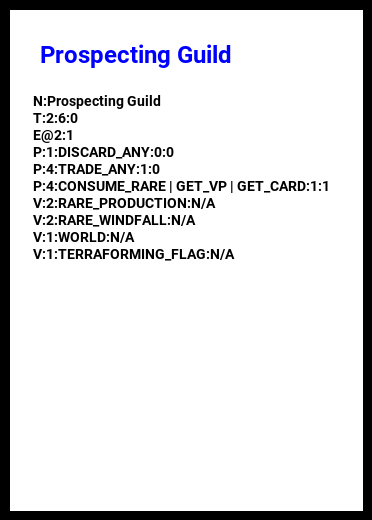 Prospecting Guild
N:Prospecting Guild
T:2:6:0
E@2:1
P:1:DISCARD_ANY:0:0
P:4:TRADE_ANY:1:0
P:4:CONSUME_RARE | GET_VP | GET_CARD:1:1
V:2:RARE_PRODUCTION:N/A
V:2:RARE_WINDFALL:N/A
V:1:WORLD:N/A
V:1:TERRAFORMING_FLAG:N/A